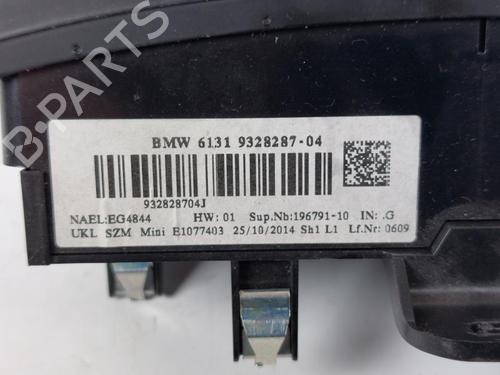 BMW 6131 9328287-04
932828704J
NAEL:EG4844 HW: 01 Sup.Nb:196791-10 IN: .G
UKL SZM Mini E1077403 25/10/2014 Sh1 L1 Lf.Nr: 0609
B-PARTS